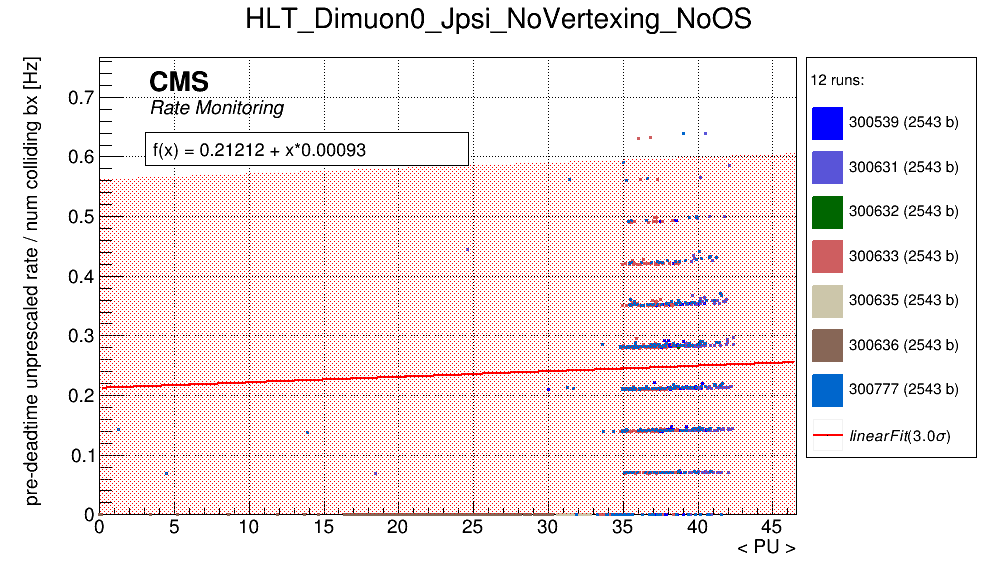 HLT_Dimuon0_Jpsi_NoVertexing_NoOS
pre-deadtime unprescaled rate / num colliding bx [Hz]
CMS
Rate Monitoring
f(x) = 0.21212 + x*0.00093
0.7
0.6
0.5
0.4
0.3
0.2
0.1
0
0 5 10 15 20 25 30 35 40 45
< PU >
12 runs:
300539 (2543 b)
300631 (2543 b)
300632 (2543 b)
300633 (2543 b)
300635 (2543 b)
300636 (2543 b)
300777 (2543 b)
linearFit(3.0σ)